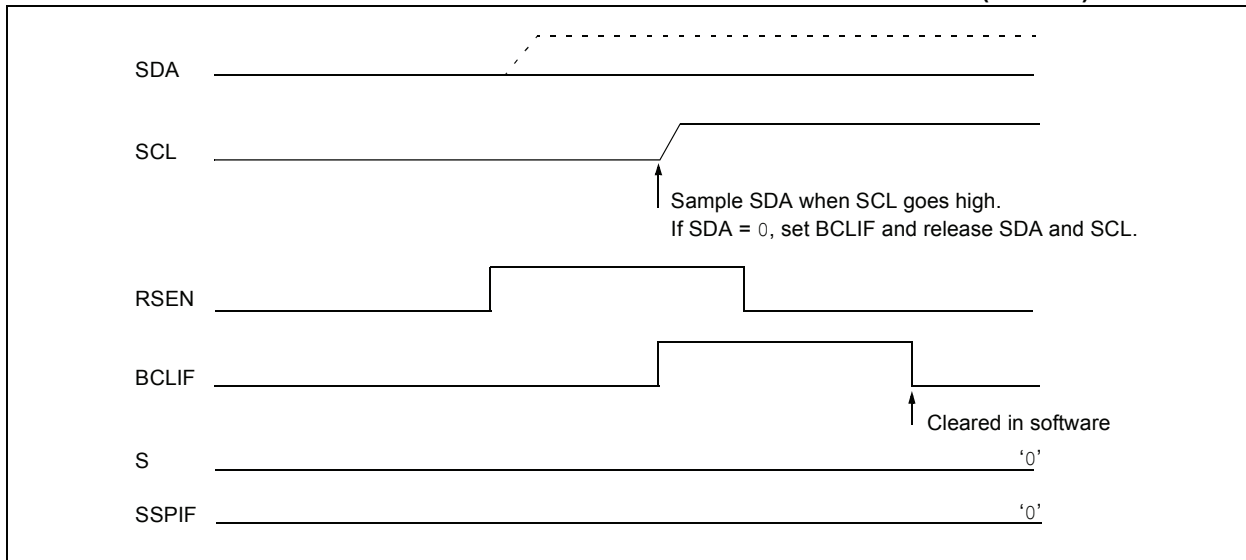 SDA
SCL
Sample SDA when SCL goes high.
If SDA = 0, set BCLIF and release SDA and SCL.
RSEN
BCLIF
Cleared in software
S
‘0’
SSPIF
‘0’